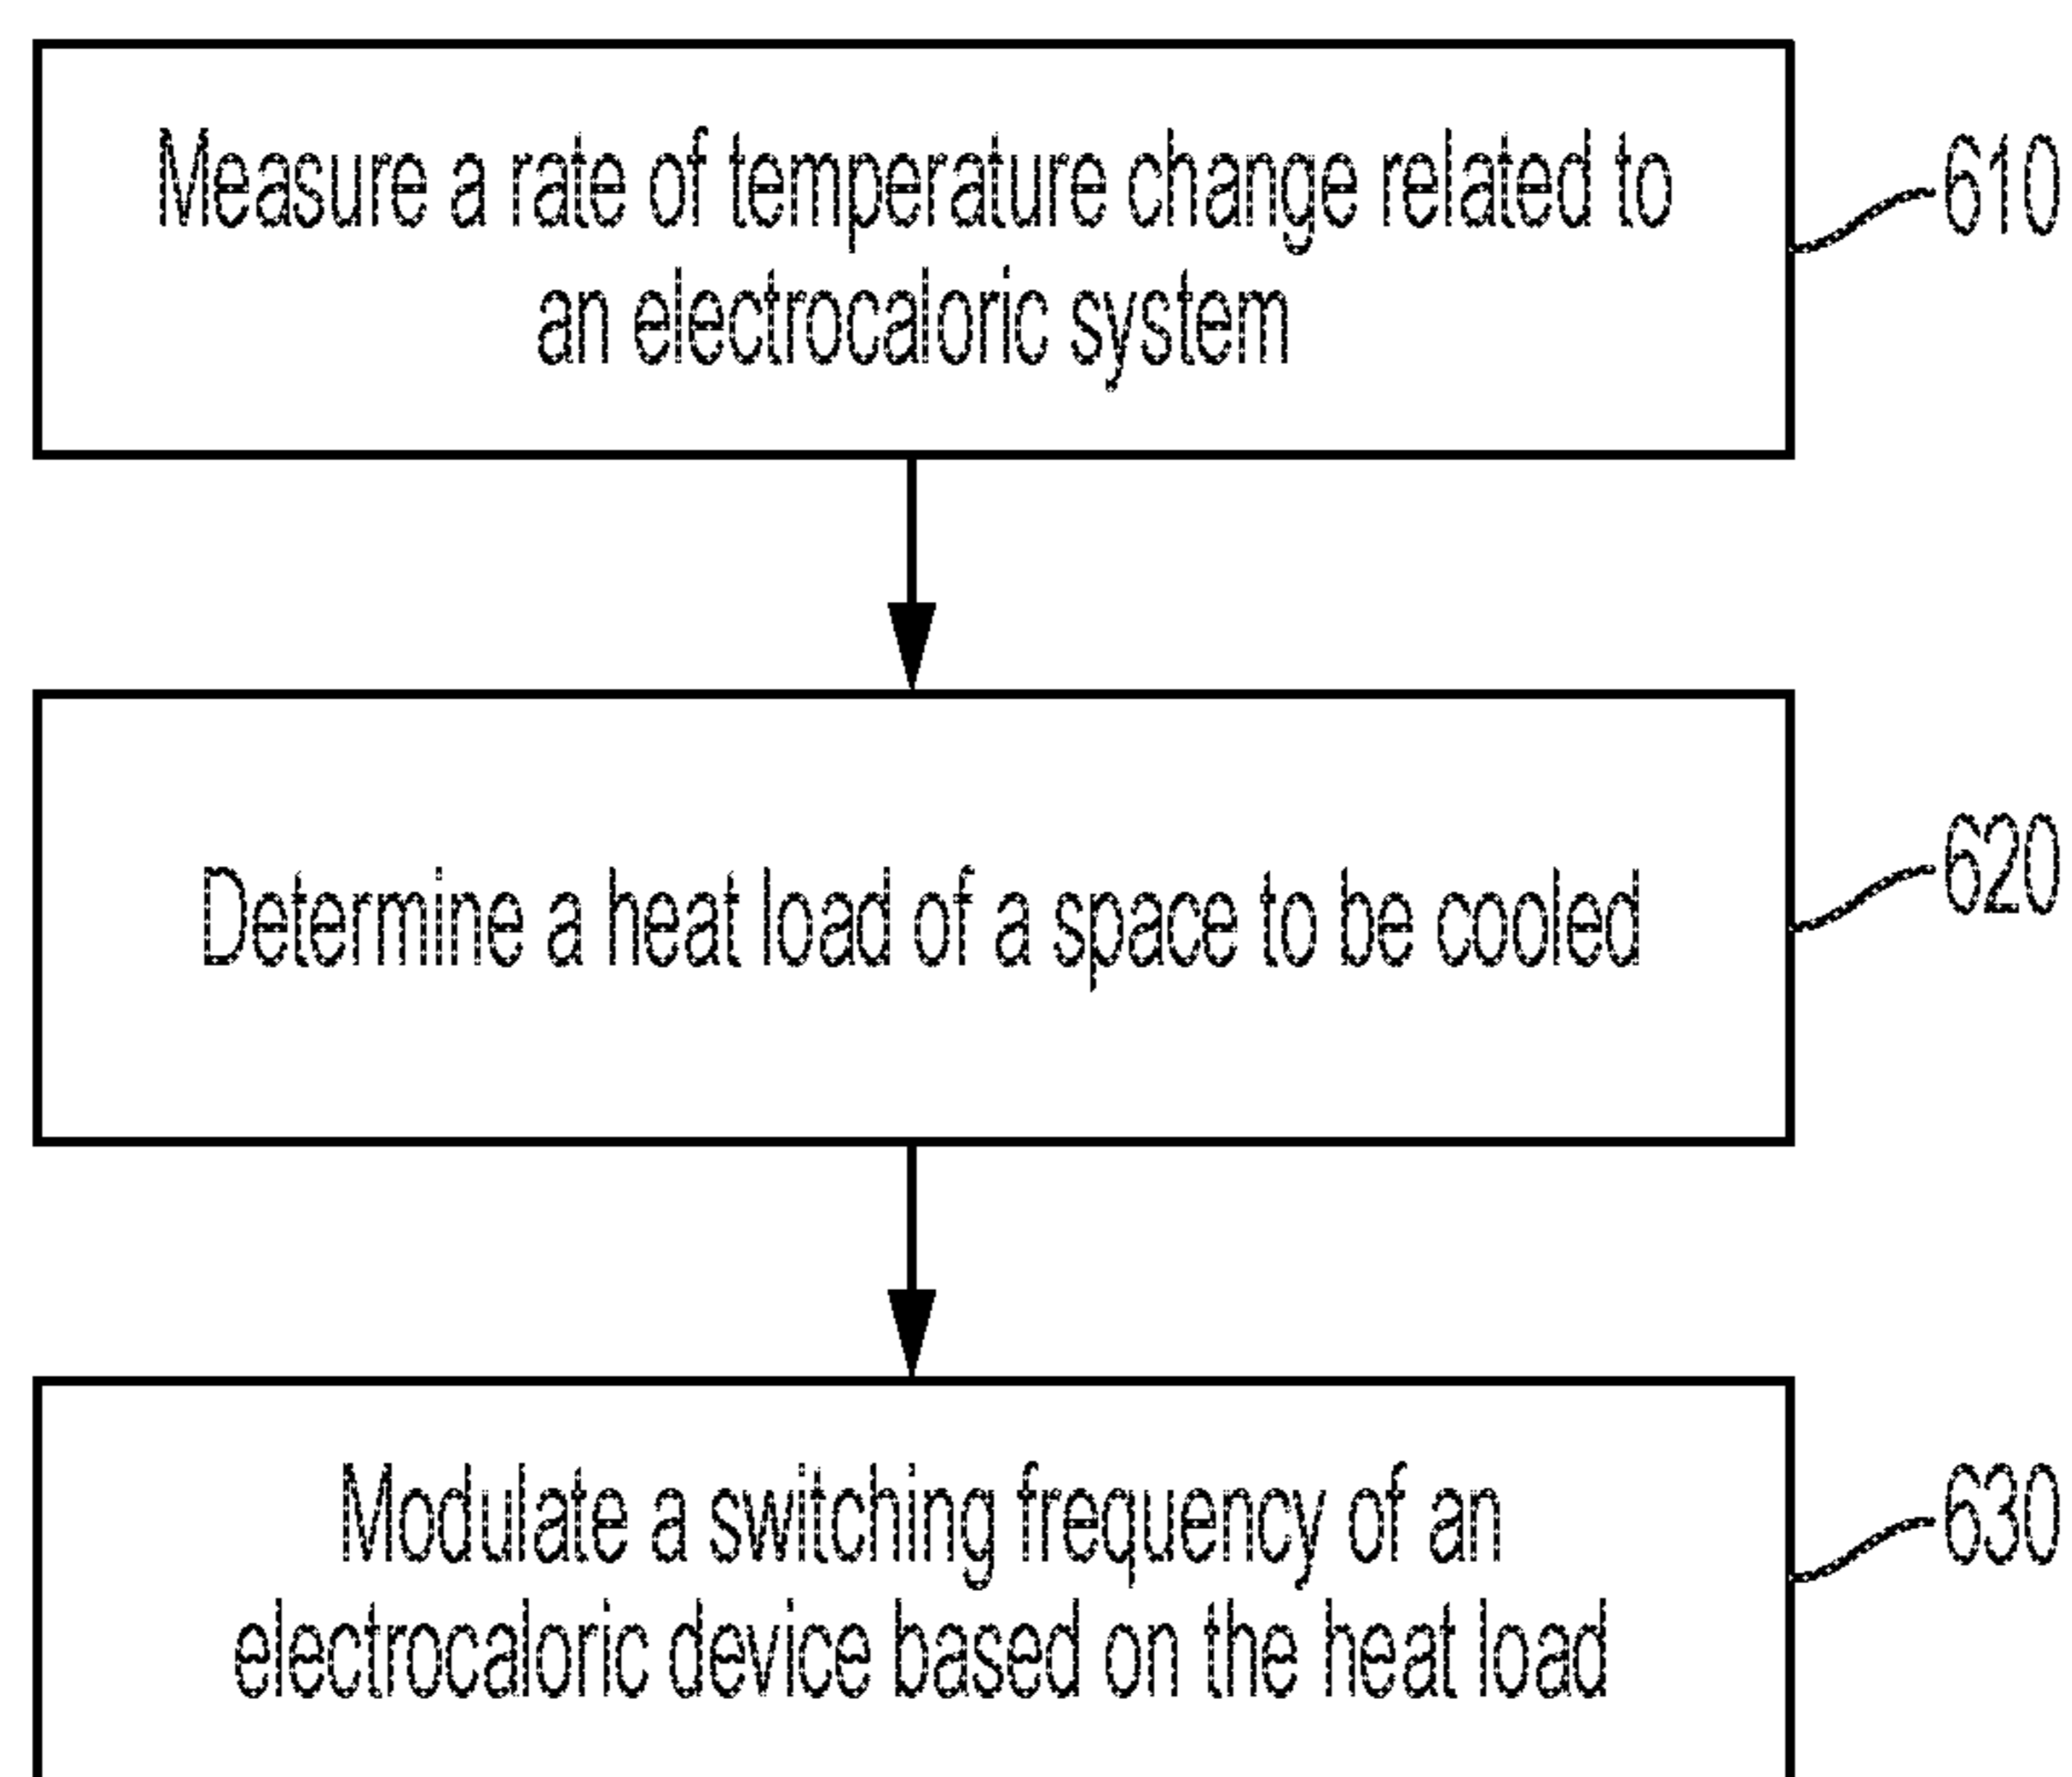 Measure a rate of temperature change related to
an electrocaloric system
610
Determine a heat load of a space to be cooled
620
Modulate a switching frequency of an
electrocaloric device based on the heat load
630